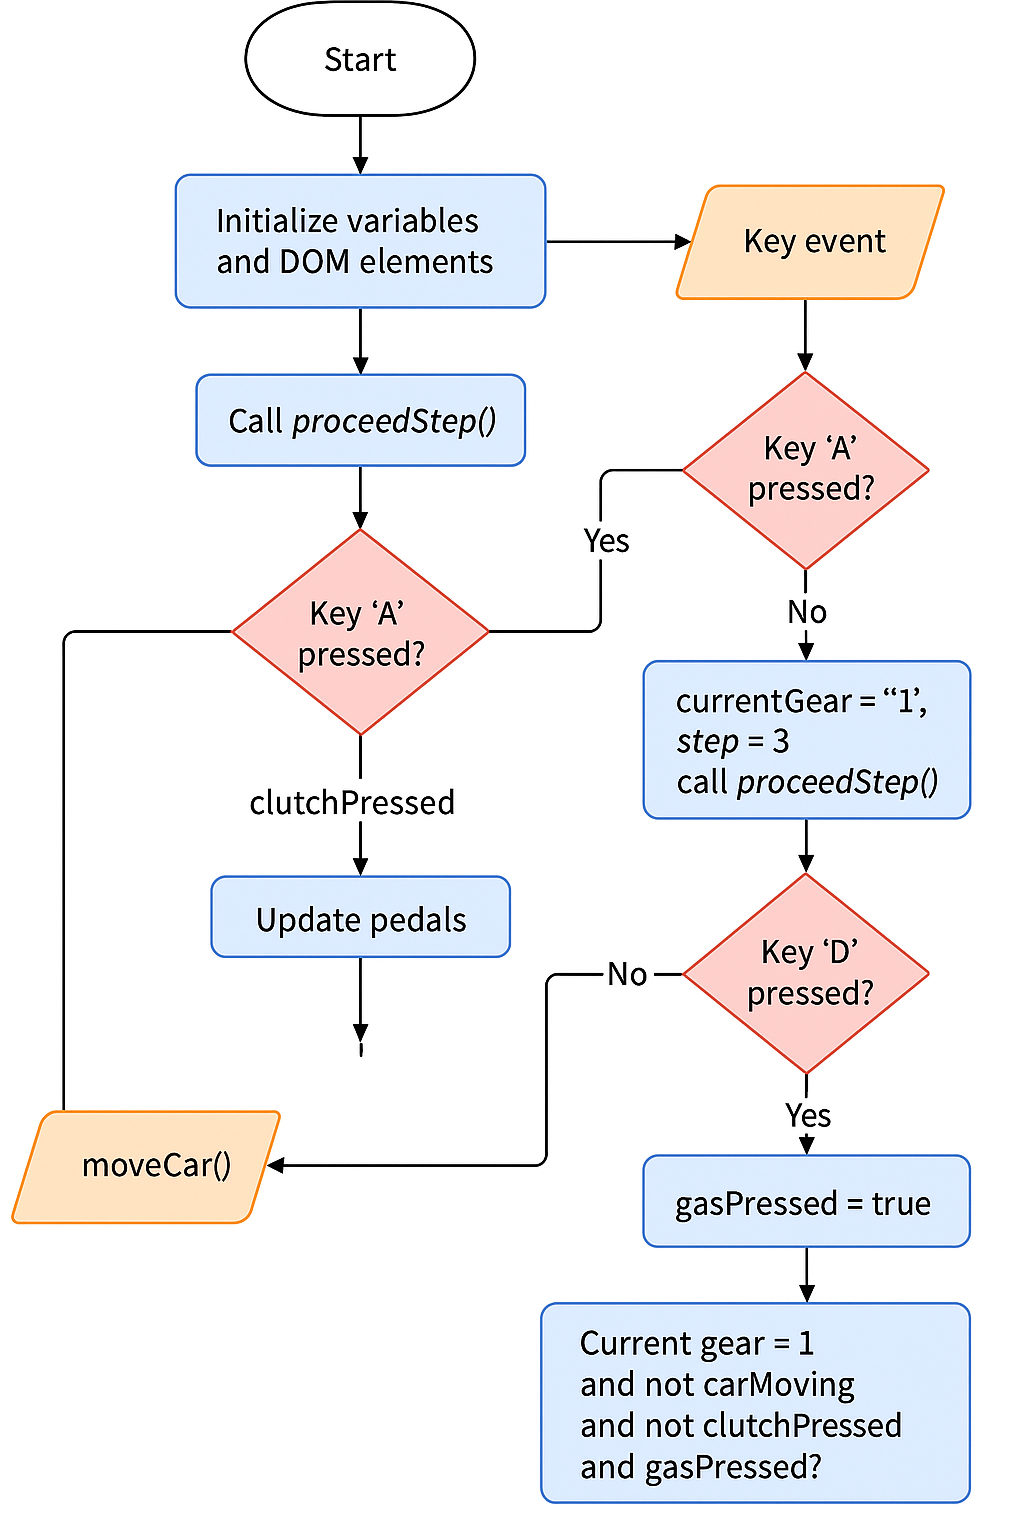 Start
Initialize variables
and DOM elements
Key event
Call proceedStep()
Key ‘A’
pressed?
Yes
Key ‘A’
pressed?
No
currentGear = “1’,
step = 3
call proceedStep()
clutchPressed
Update pedals
Key ‘D’
pressed?
No
Yes
moveCar()
gasPressed = true
Current gear = 1
and not carMoving
and not clutchPressed
and gasPressed?